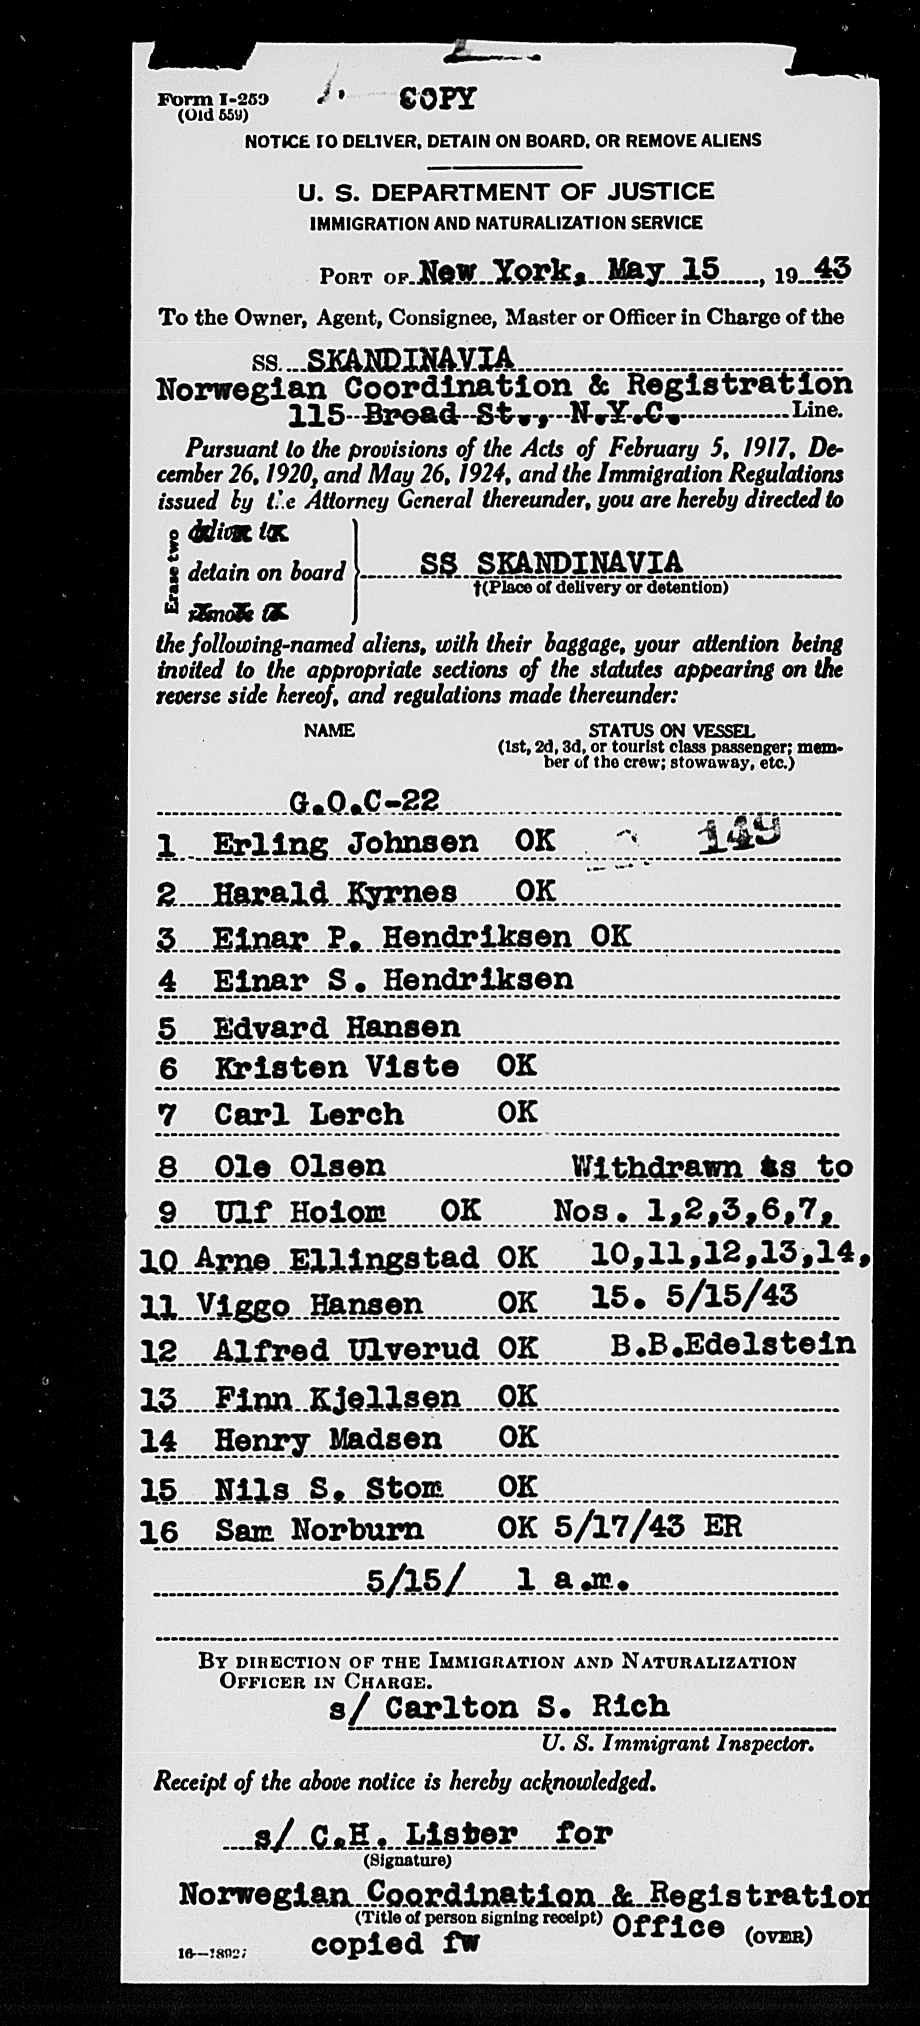 Form I-259
(Old 559)
COPY
NOTICE TO DELIVER, DETAIN ON BOARD, OR REMOVE ALIENS
U. S. DEPARTMENT OF JUSTICE
IMMIGRATION AND NATURALIZATION SERVICE
PORT OF New York, May 15, 19 43
To the Owner, Agent, Consignee, Master or Officer in Charge of the
SS. SKANDINAVIA
Norwegian Coordination & Registration
115 Broad St., N.Y.C. Line.
Pursuant to the provisions of the Acts of February 5, 1917, De-
cember 26, 1920, and May 26, 1924, and the Immigration Regulations
issued by the Attorney General thereunder, you are hereby directed to
Erase two
deliver to
detain on board
remove to
SS SKANDINAVIA
†(Place of delivery or detention)
the following-named aliens, with their baggage, your attention being
invited to the appropriate sections of the statutes appearing on the
reverse side hereof, and regulations made thereunder:
NAME STATUS ON VESSEL
(1st, 2d, 3d, or tourist class passenger; mem-
ber of the crew; stowaway, etc.)
G.O.C-22
1 Erling Johnsen OK 149
2 Harald Kyrnes OK
3 Einar P. Hendriksen OK
4 Einar S. Hendriksen
5 Edvard Hansen
6 Kristen Viste OK
7 Carl Lerch OK
8 Ole Olsen Withdrawn as to
9 Ulf Hoiom OK Nos. 1,2,3,6,7,
10 Arne Ellingstad OK 10,11,12,13,14,
11 Viggo Hansen OK 15. 5/15/43
12 Alfred Ulverud OK B.B.Edelstein
13 Finn Kjellsen OK
14 Henry Madsen OK
15 Nils S. Stom OK
16 Sam Norburn OK 5/17/43 ER
5/15/ 1 a.m.
BY DIRECTION OF THE IMMIGRATION AND NATURALIZATION
OFFICER IN CHARGE.
s/ Carlton S. Rich
U. S. Immigrant Inspector.
Receipt of the above notice is hereby acknowledged.
s/ C.H. Lister for
(Signature)
Norwegian Coordination & Registration
(Title of person signing receipt) Office
copied fw (OVER)